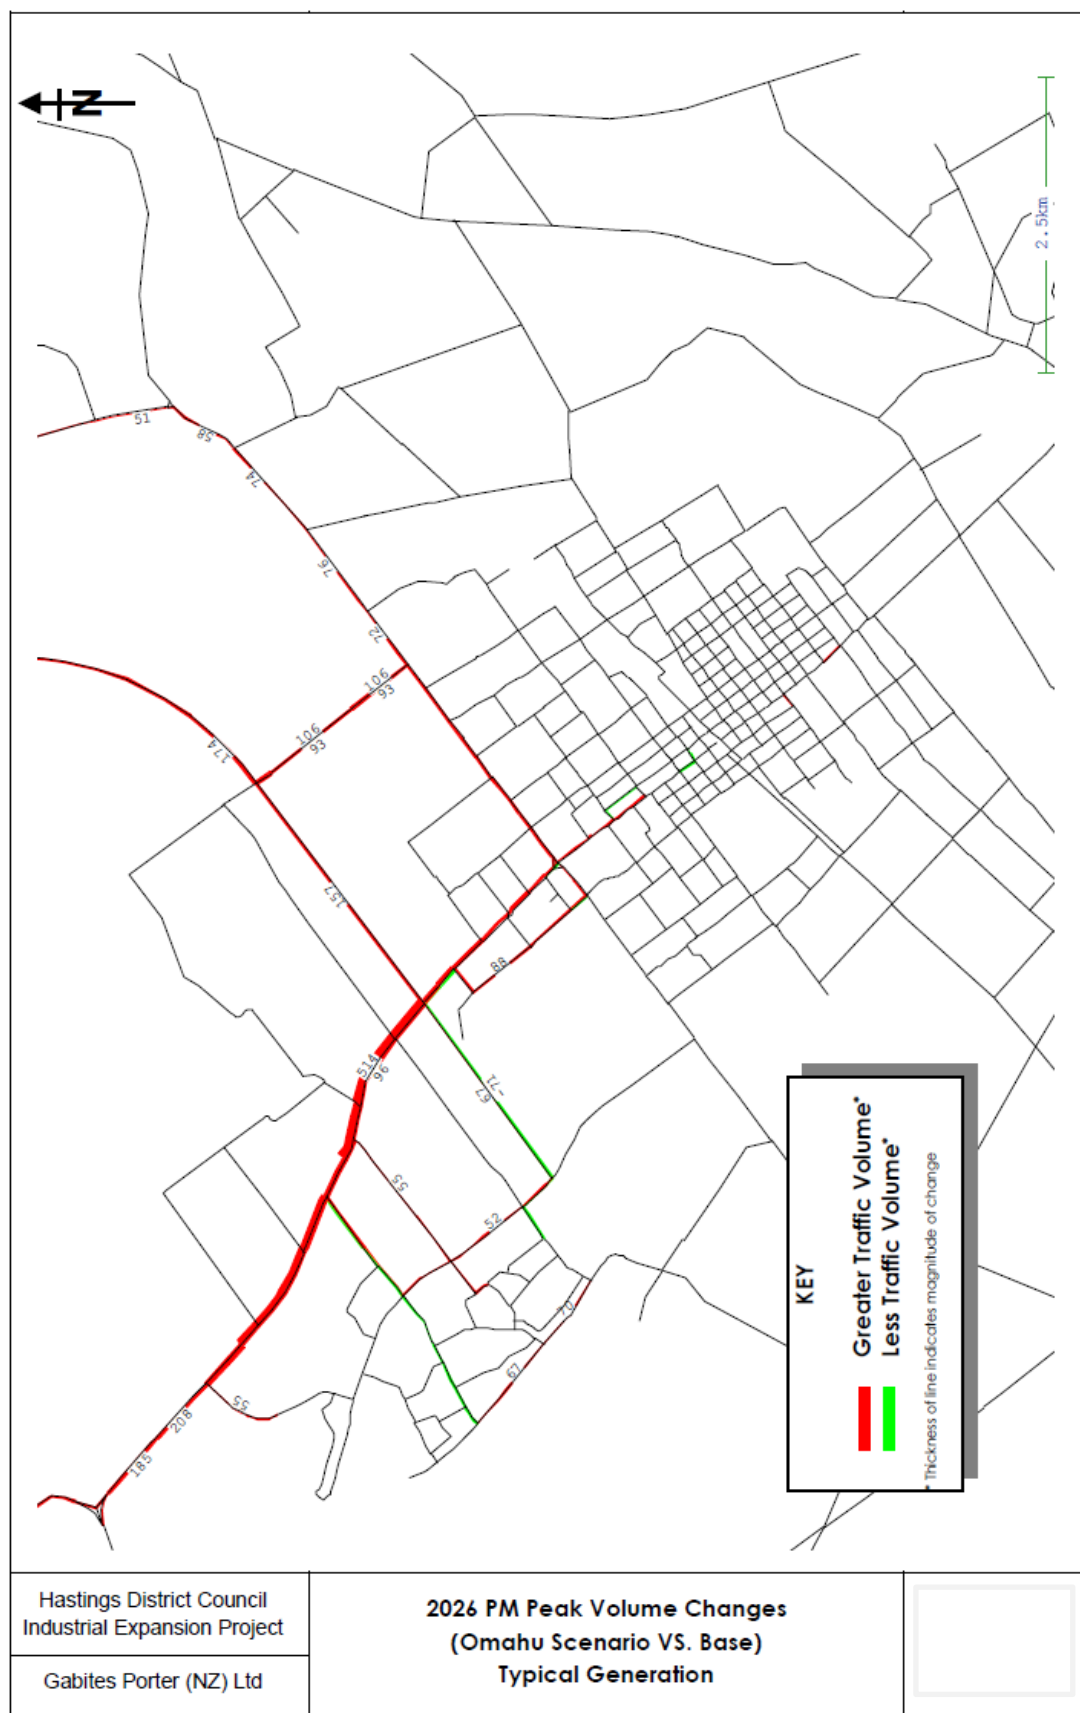 N
2.5km
51
58
74
76
72
106
93
106
93
174
157
88
514
96
-71
67
55
52
70
67
55
208
185
KEY
Greater Traffic Volume*
Less Traffic Volume*
* Thickness of line indicates magnitude of change
Hastings District Council
Industrial Expansion Project
Gabites Porter (NZ) Ltd
2026 PM Peak Volume Changes
(Omahu Scenario VS. Base)
Typical Generation